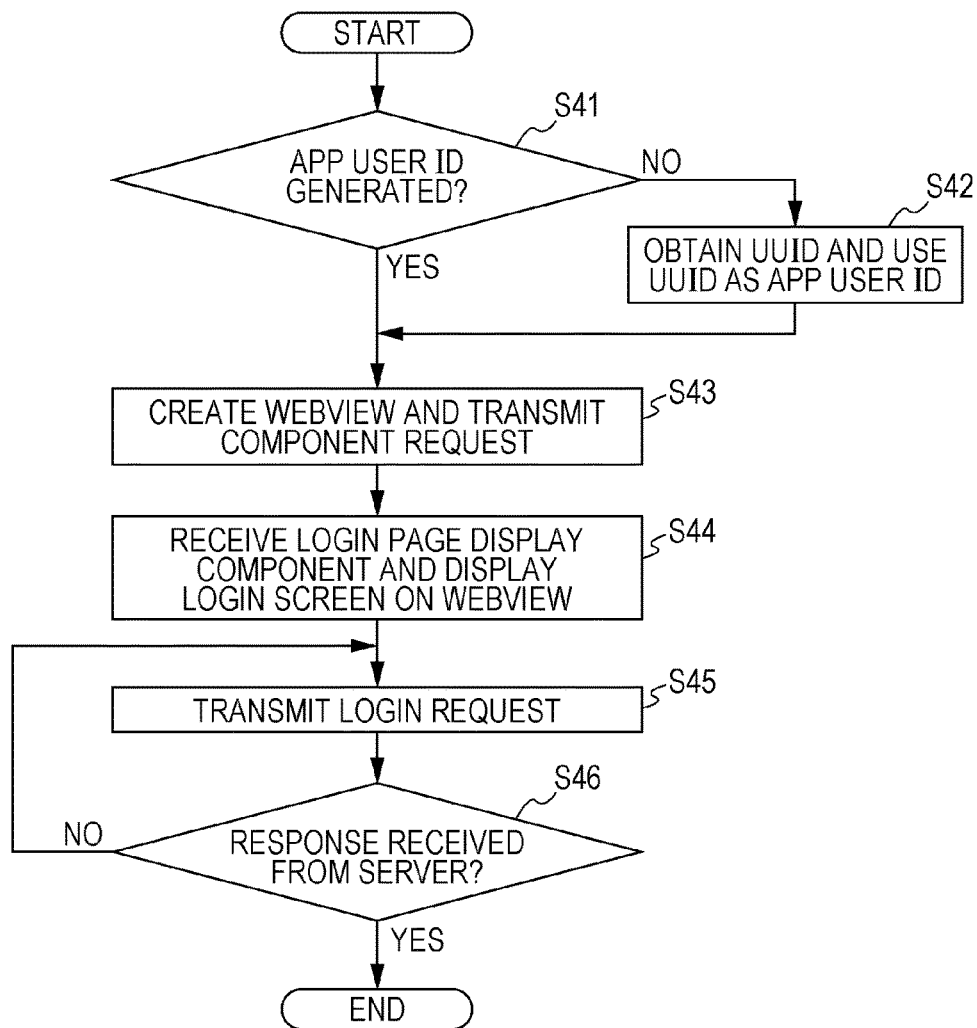 START
S41
APP USER ID
GENERATED?
NO
S42
OBTAIN UUID AND USE
UUID AS APP USER ID
YES
S43
CREATE WEBVIEW AND TRANSMIT
COMPONENT REQUEST
S44
RECEIVE LOGIN PAGE DISPLAY
COMPONENT AND DISPLAY
LOGIN SCREEN ON WEBVIEW
S45
TRANSMIT LOGIN REQUEST
S46
NO
RESPONSE RECEIVED
FROM SERVER?
YES
END